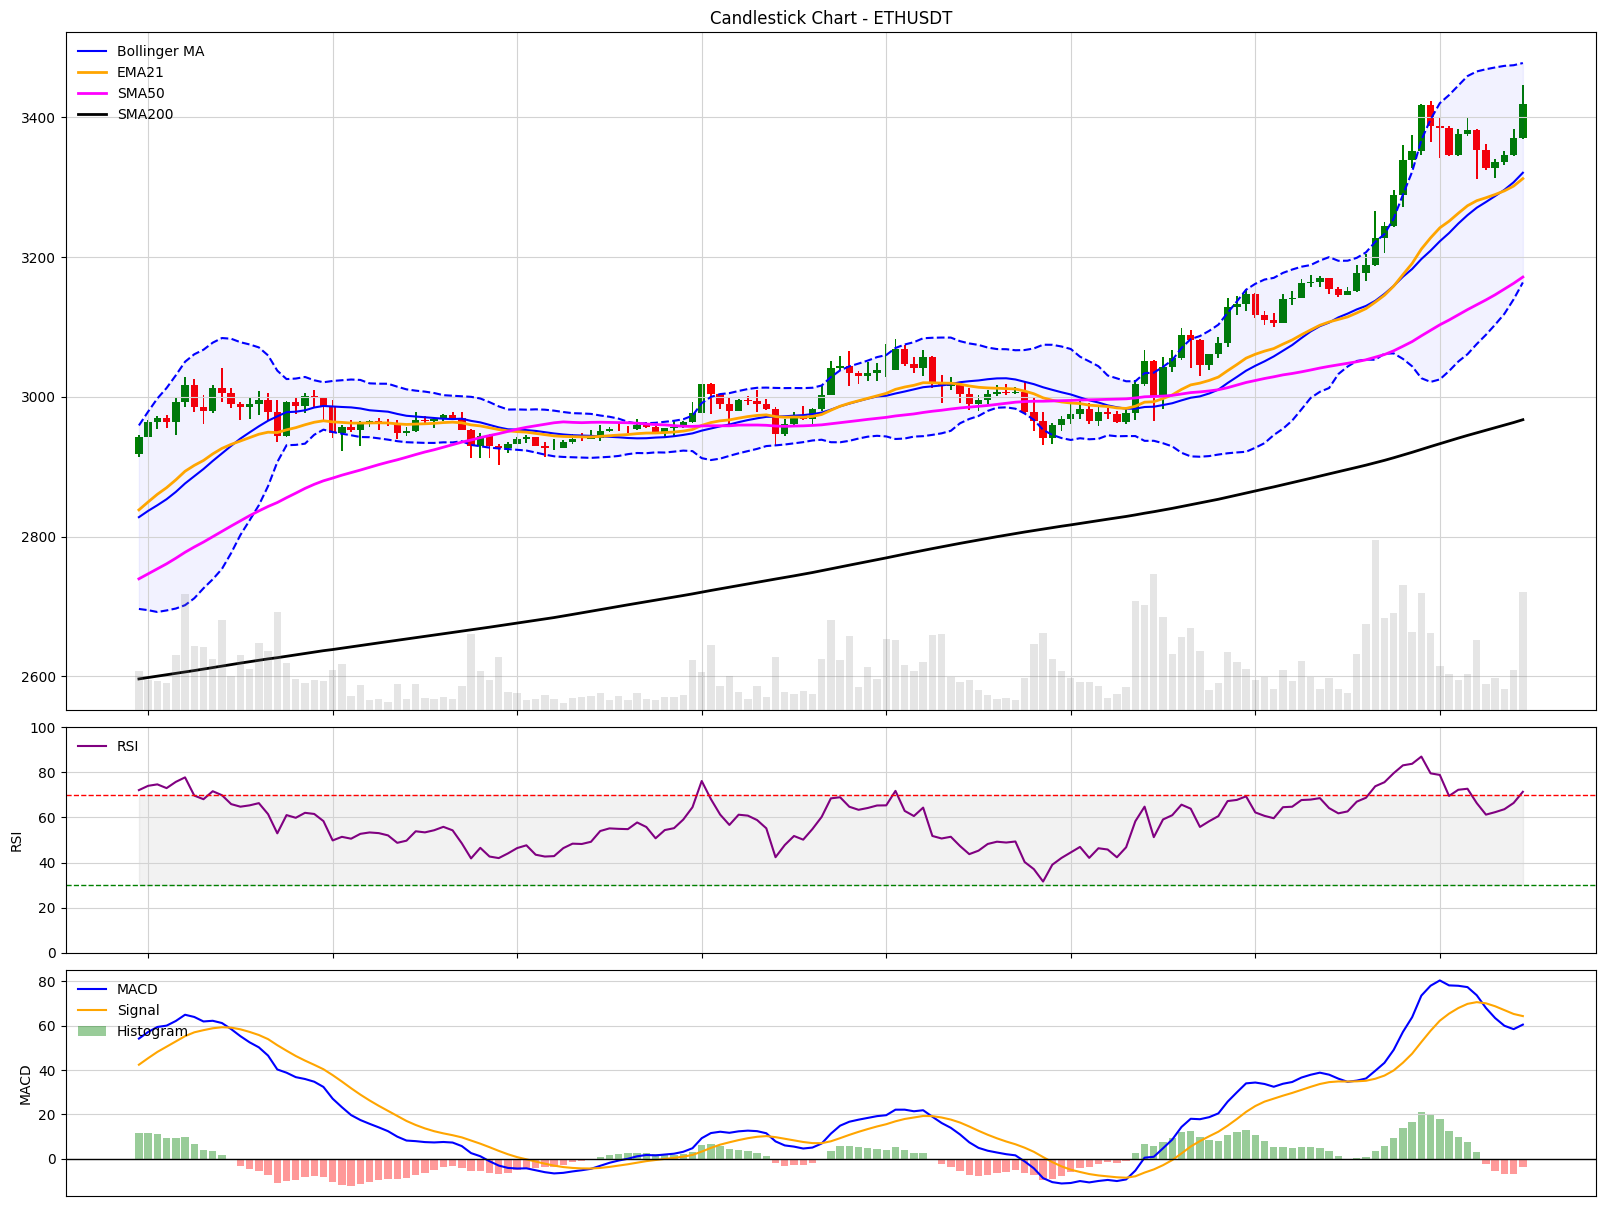 Candlestick Chart - ETHUSDT
Bollinger MA
EMA21
SMA50
SMA200
3400
3200
3000
2800
2600
RSI
100
80
60
40
20
0
RSI
MACD
Signal
Histogram
80
60
40
20
0
MACD